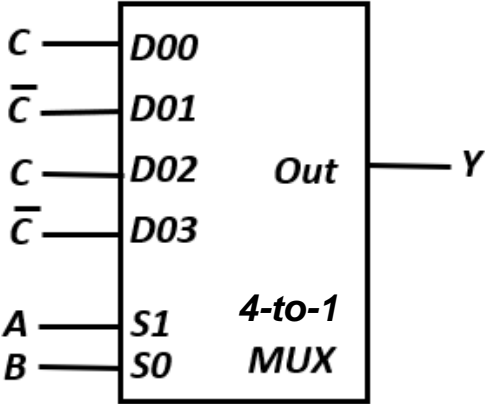 C D00
C̅ D01
C D02
Out Y
C̅ D03
A S1
4-to-1
B S0
MUX